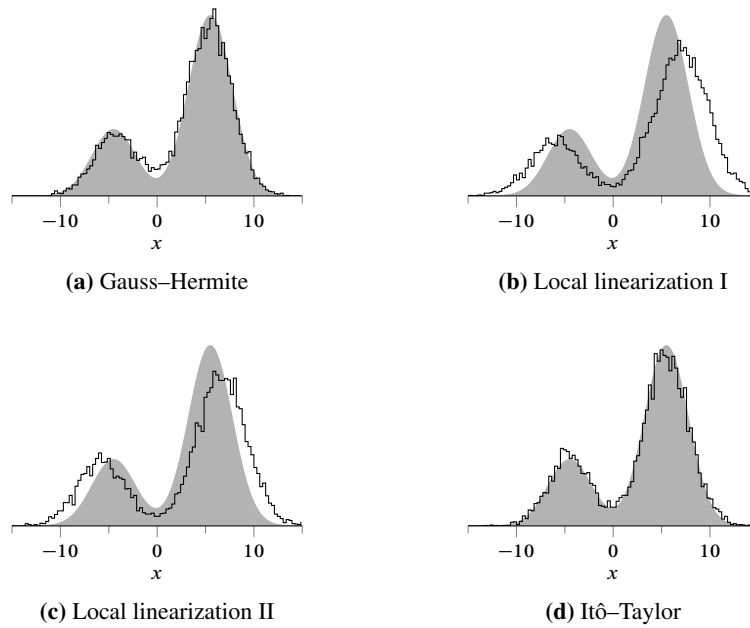 −10 0 10
x
(a) Gauss–Hermite
−10 0 10
x
(b) Local linearization I
−10 0 10
x
(c) Local linearization II
−10 0 10
x
(d) Itô–Taylor